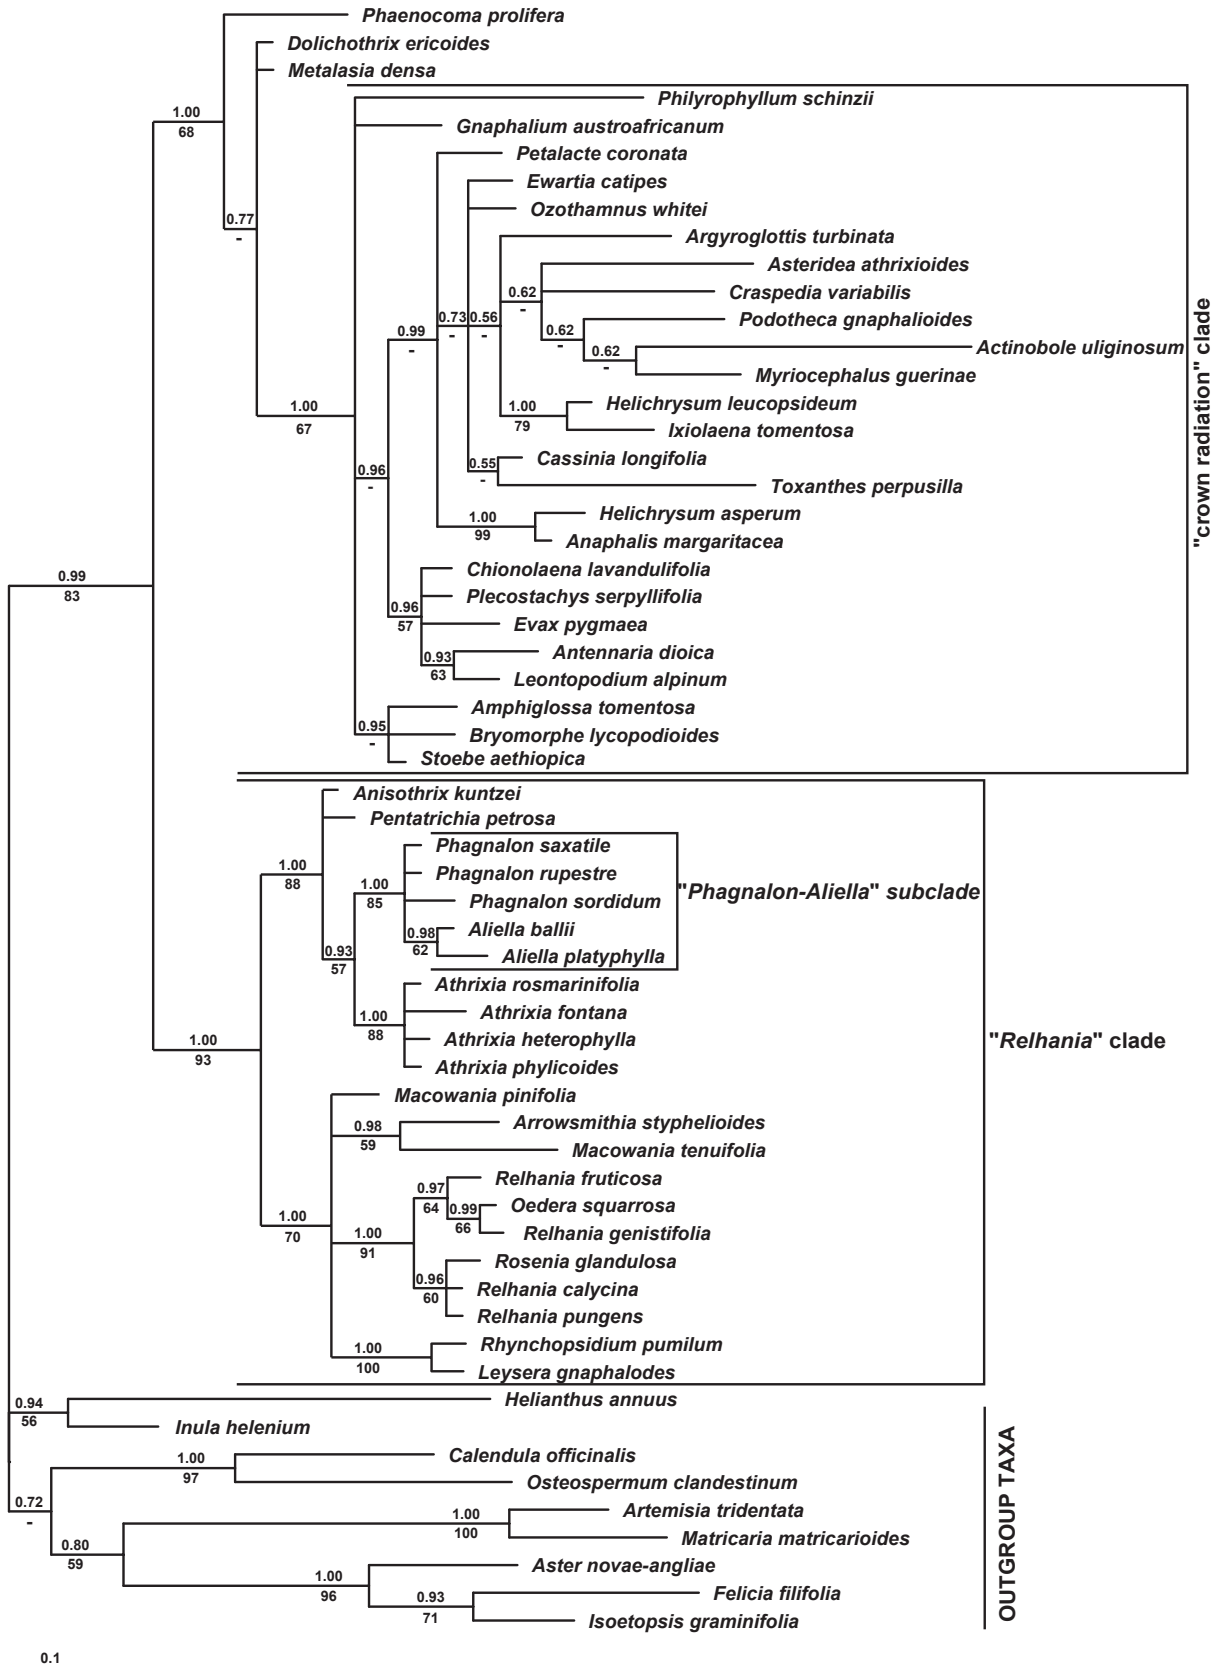 Phaenocoma prolifera
Dolichothrix ericoides
Metalasia densa
Philyrophyllum schinzii
1.00
68
Gnaphalium austroafricanum
Petalacte coronata
Ewartia catipes
Ozothamnus whitei
0.77
-
Argyroglottis turbinata
Asteridea athrixioides
Craspedia variabilis
0.62
-
Podotheca gnaphalioides
0.99
-
0.73
-
0.56
-
0.62
-
Actinobole uliginosum
0.62
-
Myriocephalus guerinae
1.00
67
1.00
79
Helichrysum leucopsideum
Ixiolaena tomentosa
Cassinia longifolia
0.96
-
0.55
-
Toxanthes perpusilla
1.00
99
Helichrysum asperum
Anaphalis margaritacea
"crown radiation" clade
Chionolaena lavandulifolia
0.99
83
Plecostachys serpyllifolia
0.96
57
Evax pygmaea
Antennaria dioica
0.93
63
Leontopodium alpinum
Amphiglossa tomentosa
0.95
-
Bryomorphe lycopodioides
Stoebe aethiopica
Anisothrix kuntzei
Pentatrichia petrosa
Phagnalon saxatile
1.00
88
Phagnalon rupestre
1.00
85
"Phagnalon-Aliella" subclade
Phagnalon sordidum
Aliella ballii
0.98
62
0.93
57
Aliella platyphylla
Athrixia rosmarinifolia
Athrixia fontana
1.00
88
Athrixia heterophylla
"Relhania" clade
1.00
93
Athrixia phylicoides
Macowania pinifolia
Arrowsmithia styphelioides
0.98
59
Macowania tenuifolia
Relhania fruticosa
0.97
64
Oedera squarrosa
0.99
66
1.00
70
Relhania genistifolia
1.00
91
Rosenia glandulosa
0.96
60
Relhania calycina
Relhania pungens
Rhynchopsidium pumilum
1.00
100
Leysera gnaphalodes
Helianthus annuus
0.94
56
Inula helenium
Calendula officinalis
1.00
97
Osteospermum clandestinum
0.72
-
Artemisia tridentata
1.00
100
Matricaria matricarioides
0.80
59
Aster novae-angliae
1.00
96
Felicia filifolia
0.93
71
Isoetopsis graminifolia
OUTGROUP TAXA
0.1